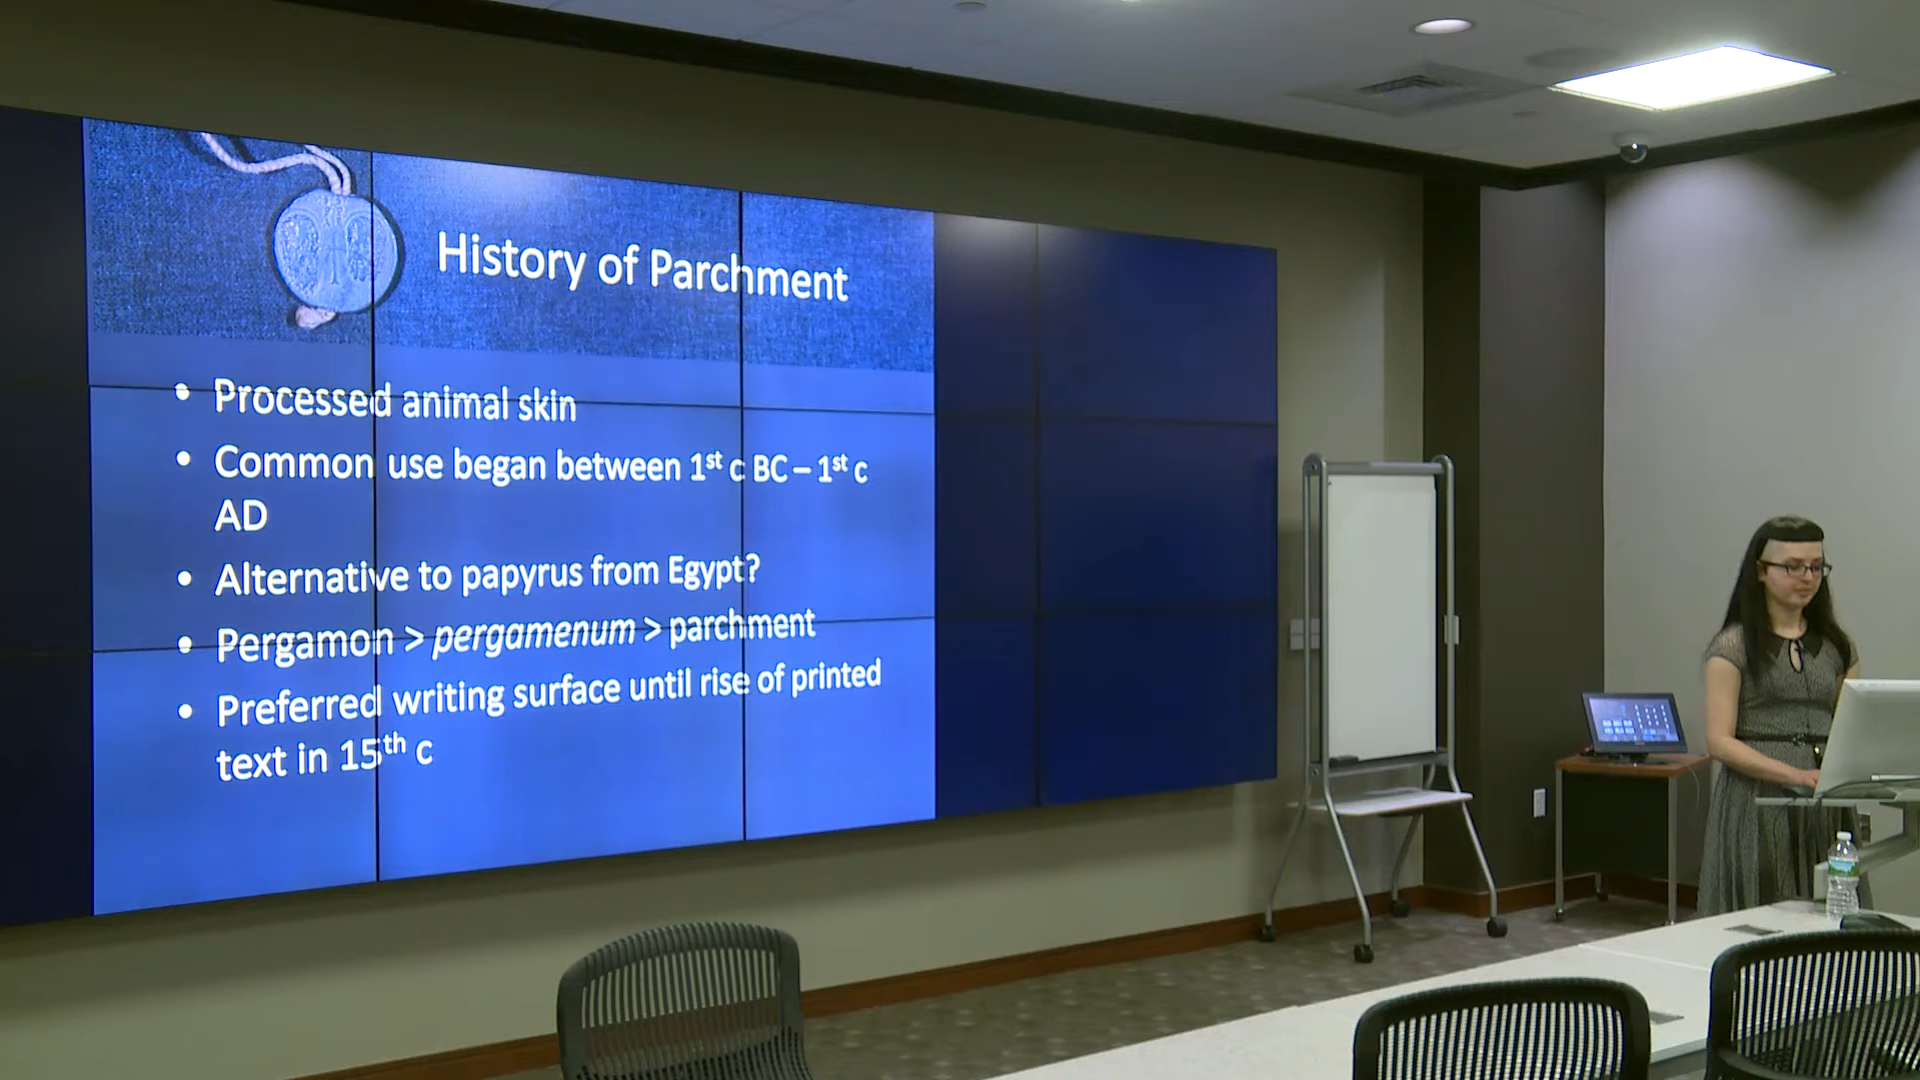 History of Parchment
• Processed animal skin
• Common use began between 1st c BC – 1st c
AD
• Alternative to papyrus from Egypt?
• Pergamon > pergamenum > parchment
• Preferred writing surface until rise of printed
text in 15th c